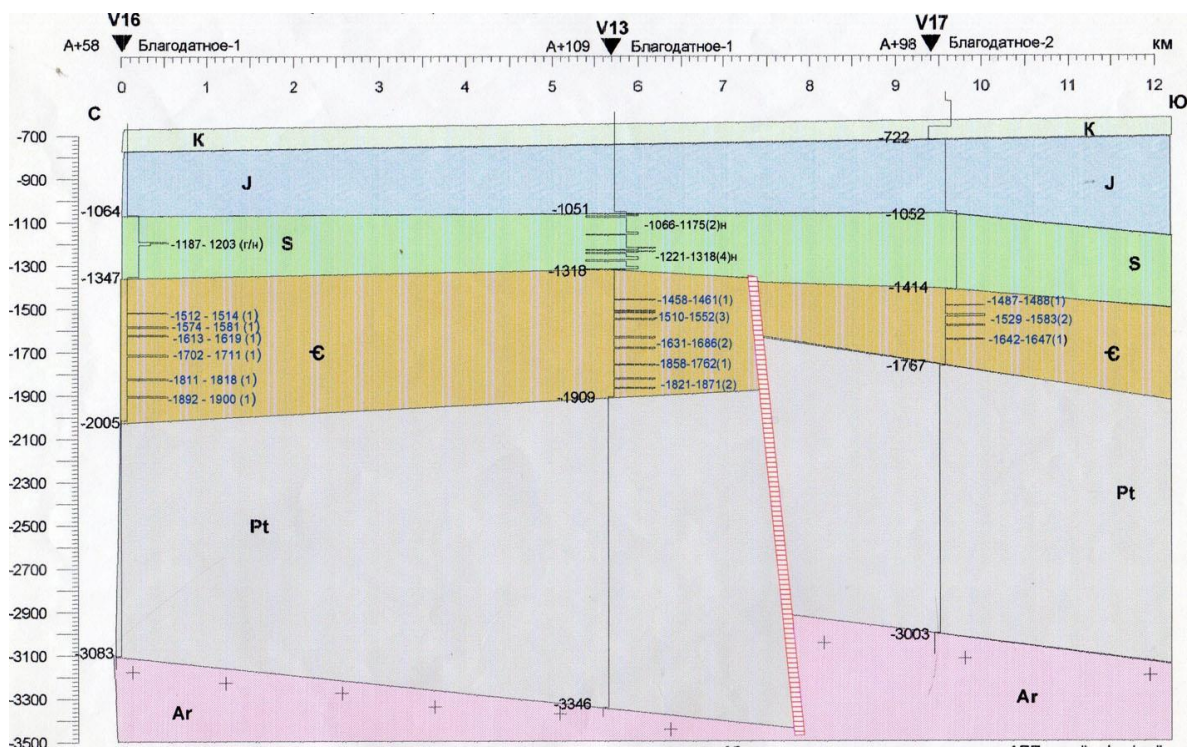 V16 V13 V17
А+58 Благодатное-1 А+109 Благодатное-1 А+98 Благодатное-2 км
0 1 2 3 4 5 6 7 8 9 10 11 12
С Ю
-700 K -722 K
-900 J J
-1064 -1051 -1052
-1100 -1066-1175(2)н
-1187- 1203 (г/н) S -1221-1318(4)н S
-1300
-1347 -1318 -1414
-1500 -1458-1461(1) -1487-1488(1)
-1512 - 1514 (1) -1510-1552(3) -1529 -1583(2)
-1574 - 1581 (1)
-1613 - 1619 (1) -1631-1686(2) -1642-1647(1)
-1700 -1702 - 1711 (1) Є -1858-1762(1) -1767 Є
-1811 - 1818 (1) -1821-1871(2)
-1900 -1892 - 1900 (1) -1909
-2005
-2100
-2300 Pt
-2500 Pt
-2700
-2900
-3083 -3003
-3100
-3300 -3346 Ar
Ar
-3500